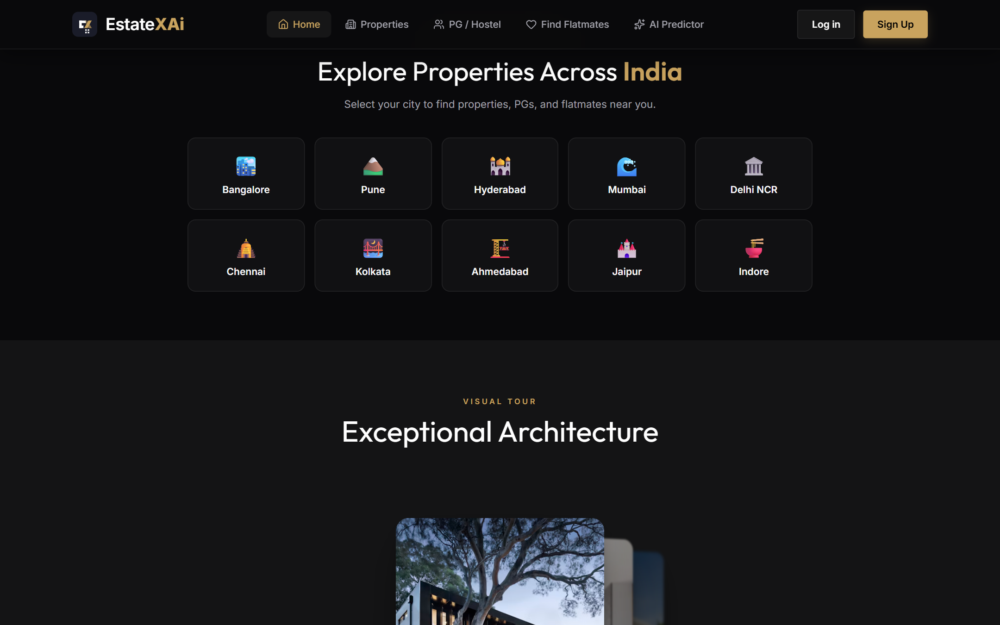 EstateXAi
Home
Properties
PG / Hostel
Find Flatmates
AI Predictor
Log in
Sign Up
Explore Properties Across India
Select your city to find properties, PGs, and flatmates near you.
Bangalore
Pune
Hyderabad
Mumbai
Delhi NCR
Chennai
Kolkata
Ahmedabad
Jaipur
Indore
VISUAL TOUR
Exceptional Architecture